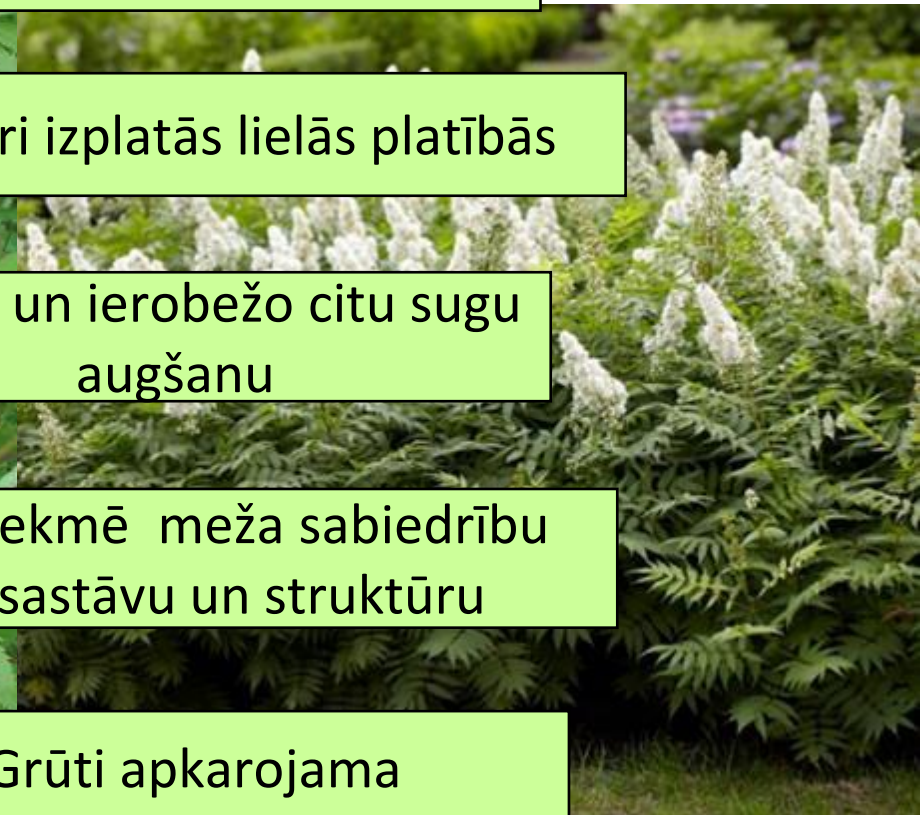 ri izplatās lielās platībās
un ierobežo citu sugu
augšanu
ekmē meža sabiedrību
sastāvu un struktūru
Grūti apkarojama